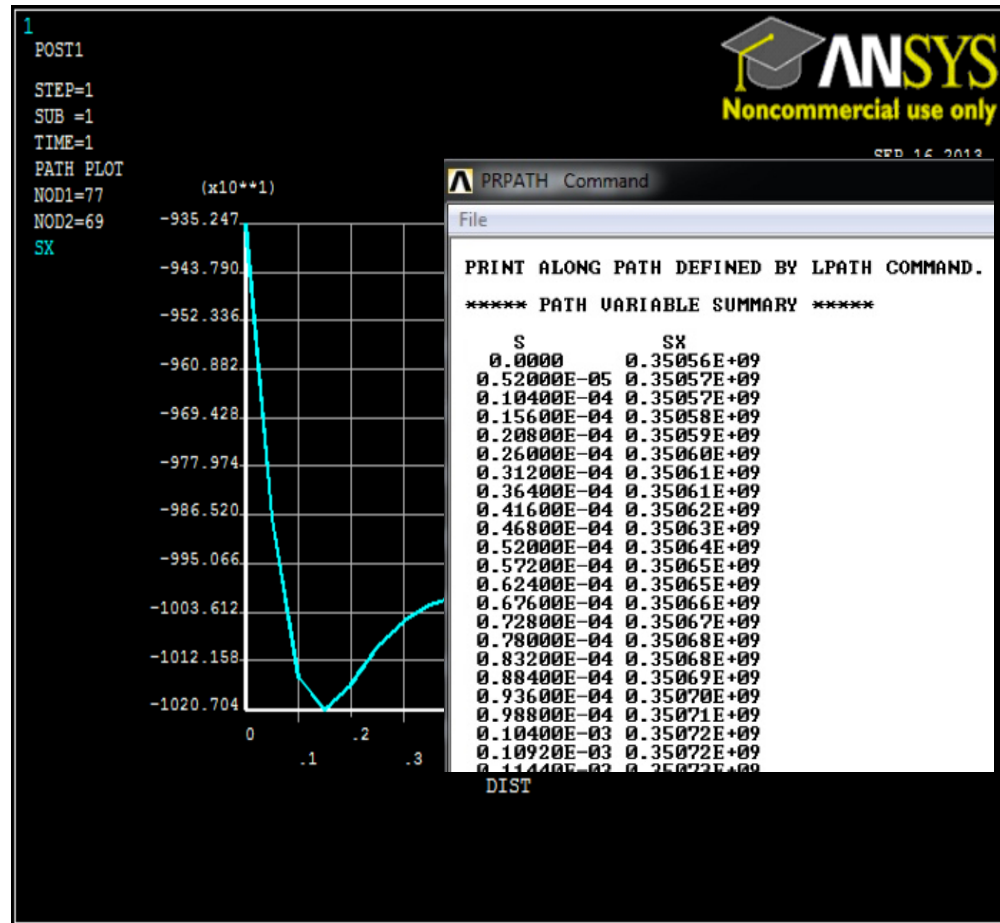 1
POST1
STEP=1
SUB =1
TIME=1
PATH PLOT
NOD1=77
NOD2=69
SX
ANSYS
Noncommercial use only
SEP 16 2013
(x10**1)
-935.247
-943.790
-952.336
-960.882
-969.428
-977.974
-986.520
-995.066
-1003.612
-1012.158
-1020.704
0
.1
.2
.3
DIST
PRPATH Command
File
PRINT ALONG PATH DEFINED BY LPATH COMMAND.
***** PATH VARIABLE SUMMARY *****
S SX
0.0000 0.35056E+09
0.52000E-05 0.35057E+09
0.10400E-04 0.35057E+09
0.15600E-04 0.35058E+09
0.20800E-04 0.35059E+09
0.26000E-04 0.35060E+09
0.31200E-04 0.35061E+09
0.36400E-04 0.35061E+09
0.41600E-04 0.35062E+09
0.46800E-04 0.35063E+09
0.52000E-04 0.35064E+09
0.57200E-04 0.35065E+09
0.62400E-04 0.35065E+09
0.67600E-04 0.35066E+09
0.72800E-04 0.35067E+09
0.78000E-04 0.35068E+09
0.83200E-04 0.35068E+09
0.88400E-04 0.35069E+09
0.93600E-04 0.35070E+09
0.98800E-04 0.35071E+09
0.10400E-03 0.35072E+09
0.10920E-03 0.35072E+09
0.11440E-03 0.35073E+09